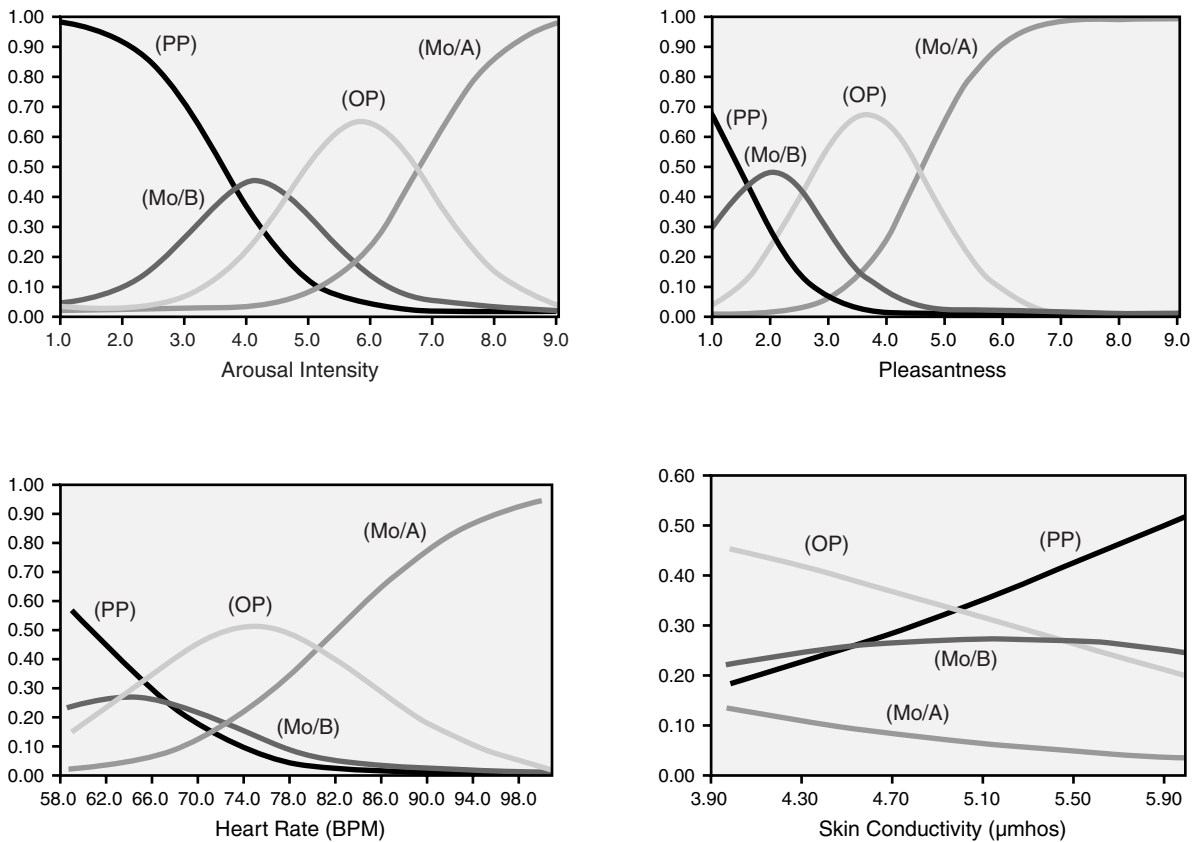 1.00
0.90
0.80
0.70
0.60
0.50
0.40
0.30
0.20
0.10
0.00
(PP)
(Mo/A)
(OP)
(Mo/B)
1.0 2.0 3.0 4.0 5.0 6.0 7.0 8.0 9.0
Arousal Intensity
1.00
0.90
0.80
0.70
0.60
0.50
0.40
0.30
0.20
0.10
0.00
(Mo/A)
(OP)
(PP)
(Mo/B)
1.0 2.0 3.0 4.0 5.0 6.0 7.0 8.0 9.0
Pleasantness
1.00
0.90
0.80
0.70
0.60
0.50
0.40
0.30
0.20
0.10
0.00
(Mo/A)
(PP)
(OP)
(Mo/B)
58.0 62.0 66.0 70.0 74.0 78.0 82.0 86.0 90.0 94.0 98.0
Heart Rate (BPM)
0.60
0.50
0.40
0.30
0.20
0.10
0.00
(OP)
(PP)
(Mo/B)
(Mo/A)
3.90 4.30 4.70 5.10 5.50 5.90
Skin Conductivity (µmhos)